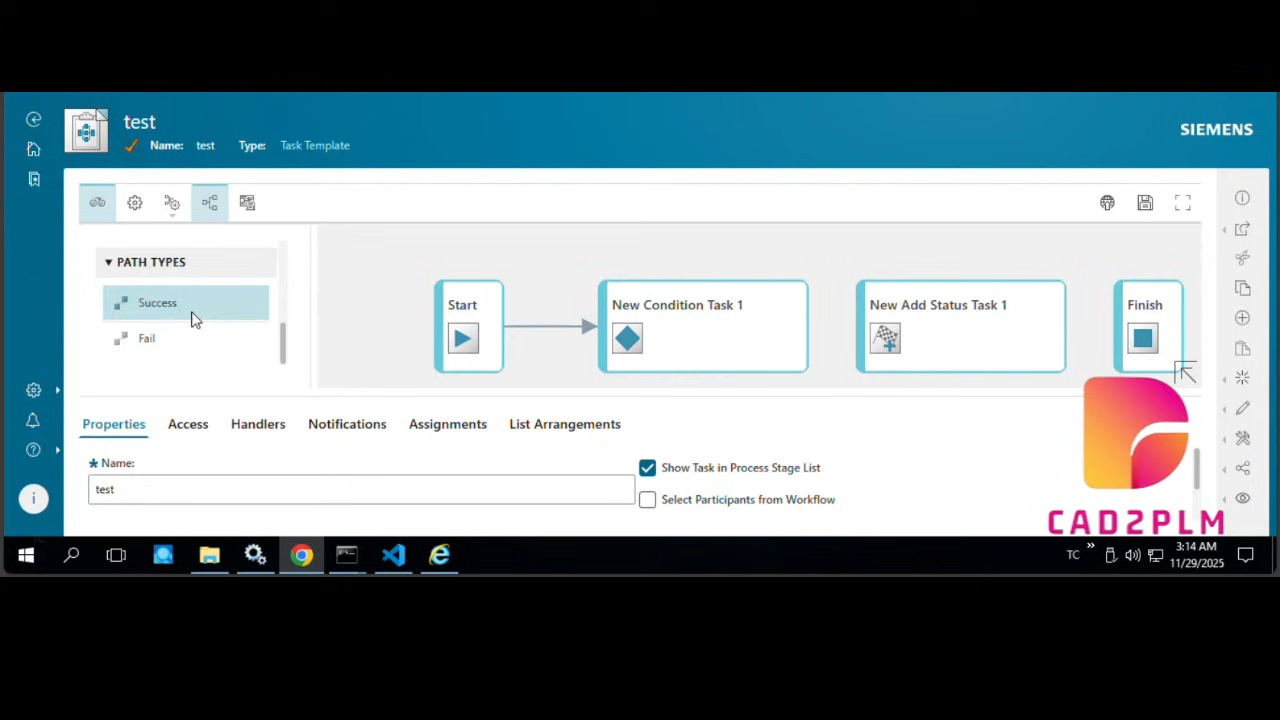 test
Name: test Type: Task Template
SIEMENS
PATH TYPES
Success
Fail
Start
New Condition Task 1
New Add Status Task 1
Finish
Properties Access Handlers Notifications Assignments List Arrangements
Name:
test
Show Task in Process Stage List
Select Participants from Workflow
CAD2PLM
TC
3:14 AM
11/29/2025